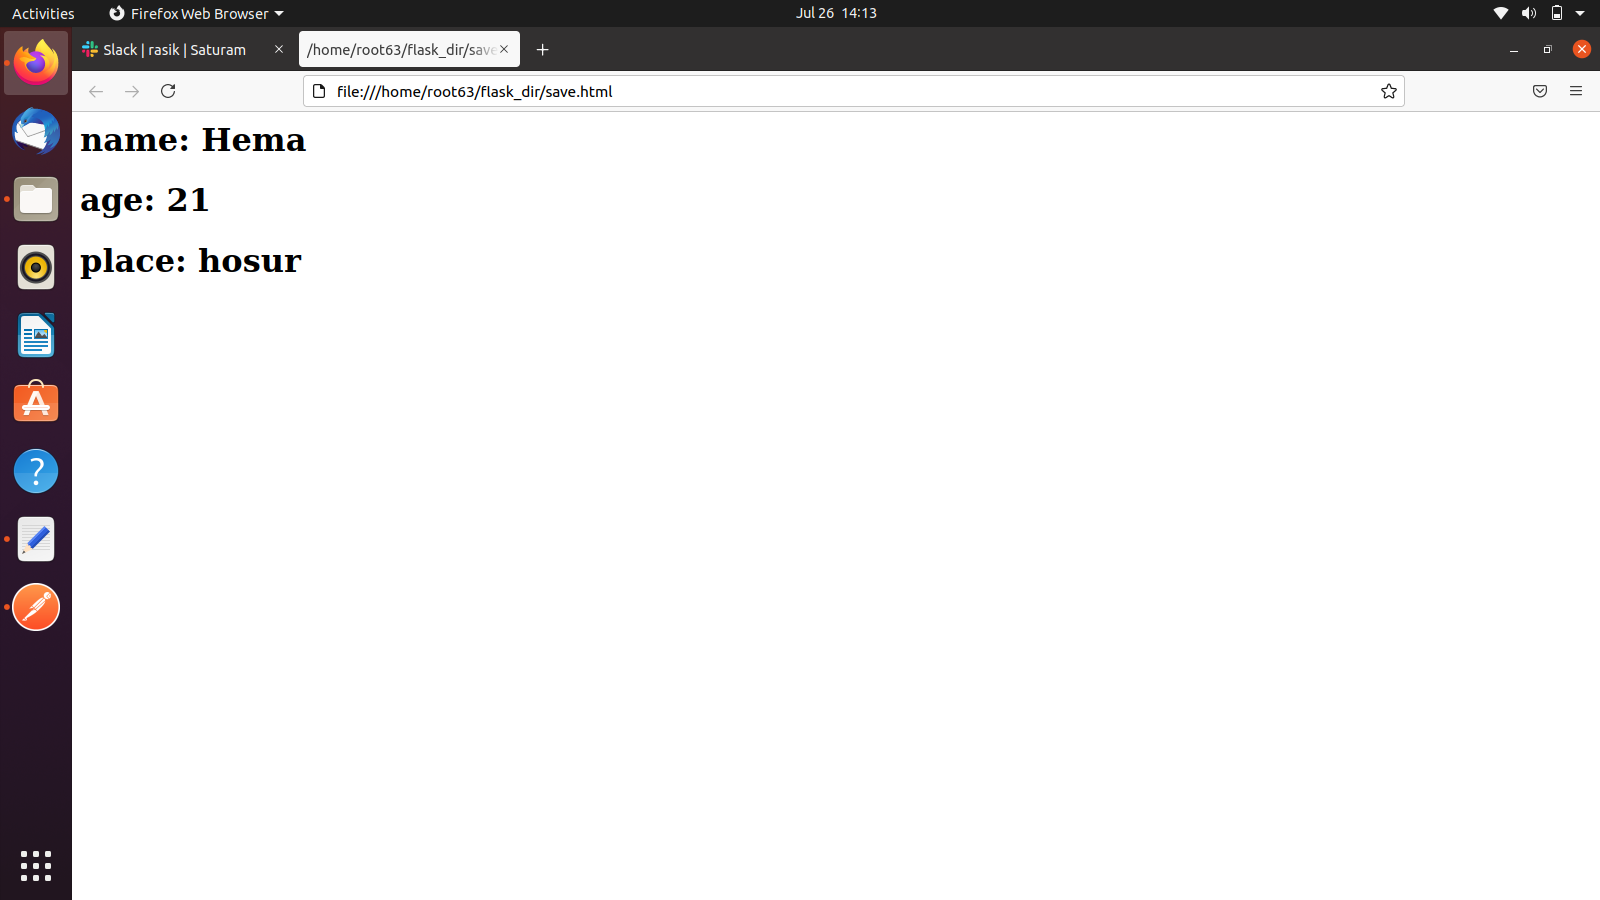 Activities
Firefox Web Browser
Jul 26 14:13
Slack | rasik | Saturam
/home/root63/flask_dir/save
file:///home/root63/flask_dir/save.html
name: Hema
age: 21
place: hosur